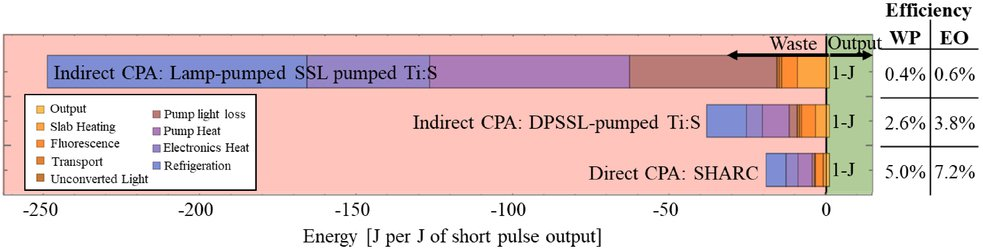 Efficiency
Waste Output WP EO
Indirect CPA: Lamp-pumped SSL pumped Ti:S 1-J 0.4% 0.6%
Output
Slab Heating
Fluorescence
Transport
Unconverted Light
Pump light loss
Pump Heat
Electronics Heat
Refrigeration
Indirect CPA: DPSSL-pumped Ti:S 1-J 2.6% 3.8%
Direct CPA: SHARC 1-J 5.0% 7.2%
-250 -200 -150 -100 -50 0
Energy [J per J of short pulse output]